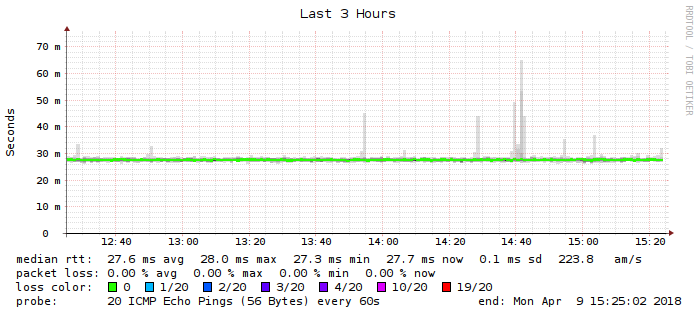 Last 3 Hours
RRDTOOL / TOBI OETIKER
Seconds
70 m
60 m
50 m
40 m
30 m
20 m
10 m
0
12:40 13:00 13:20 13:40 14:00 14:20 14:40 15:00 15:20
median rtt: 27.6 ms avg 28.0 ms max 27.3 ms min 27.7 ms now 0.1 ms sd 223.8 am/s
packet loss: 0.00 % avg 0.00 % max 0.00 % min 0.00 % now
loss color: 0 1/20 2/20 3/20 4/20 10/20 19/20
probe: 20 ICMP Echo Pings (56 Bytes) every 60s end: Mon Apr 9 15:25:02 2018